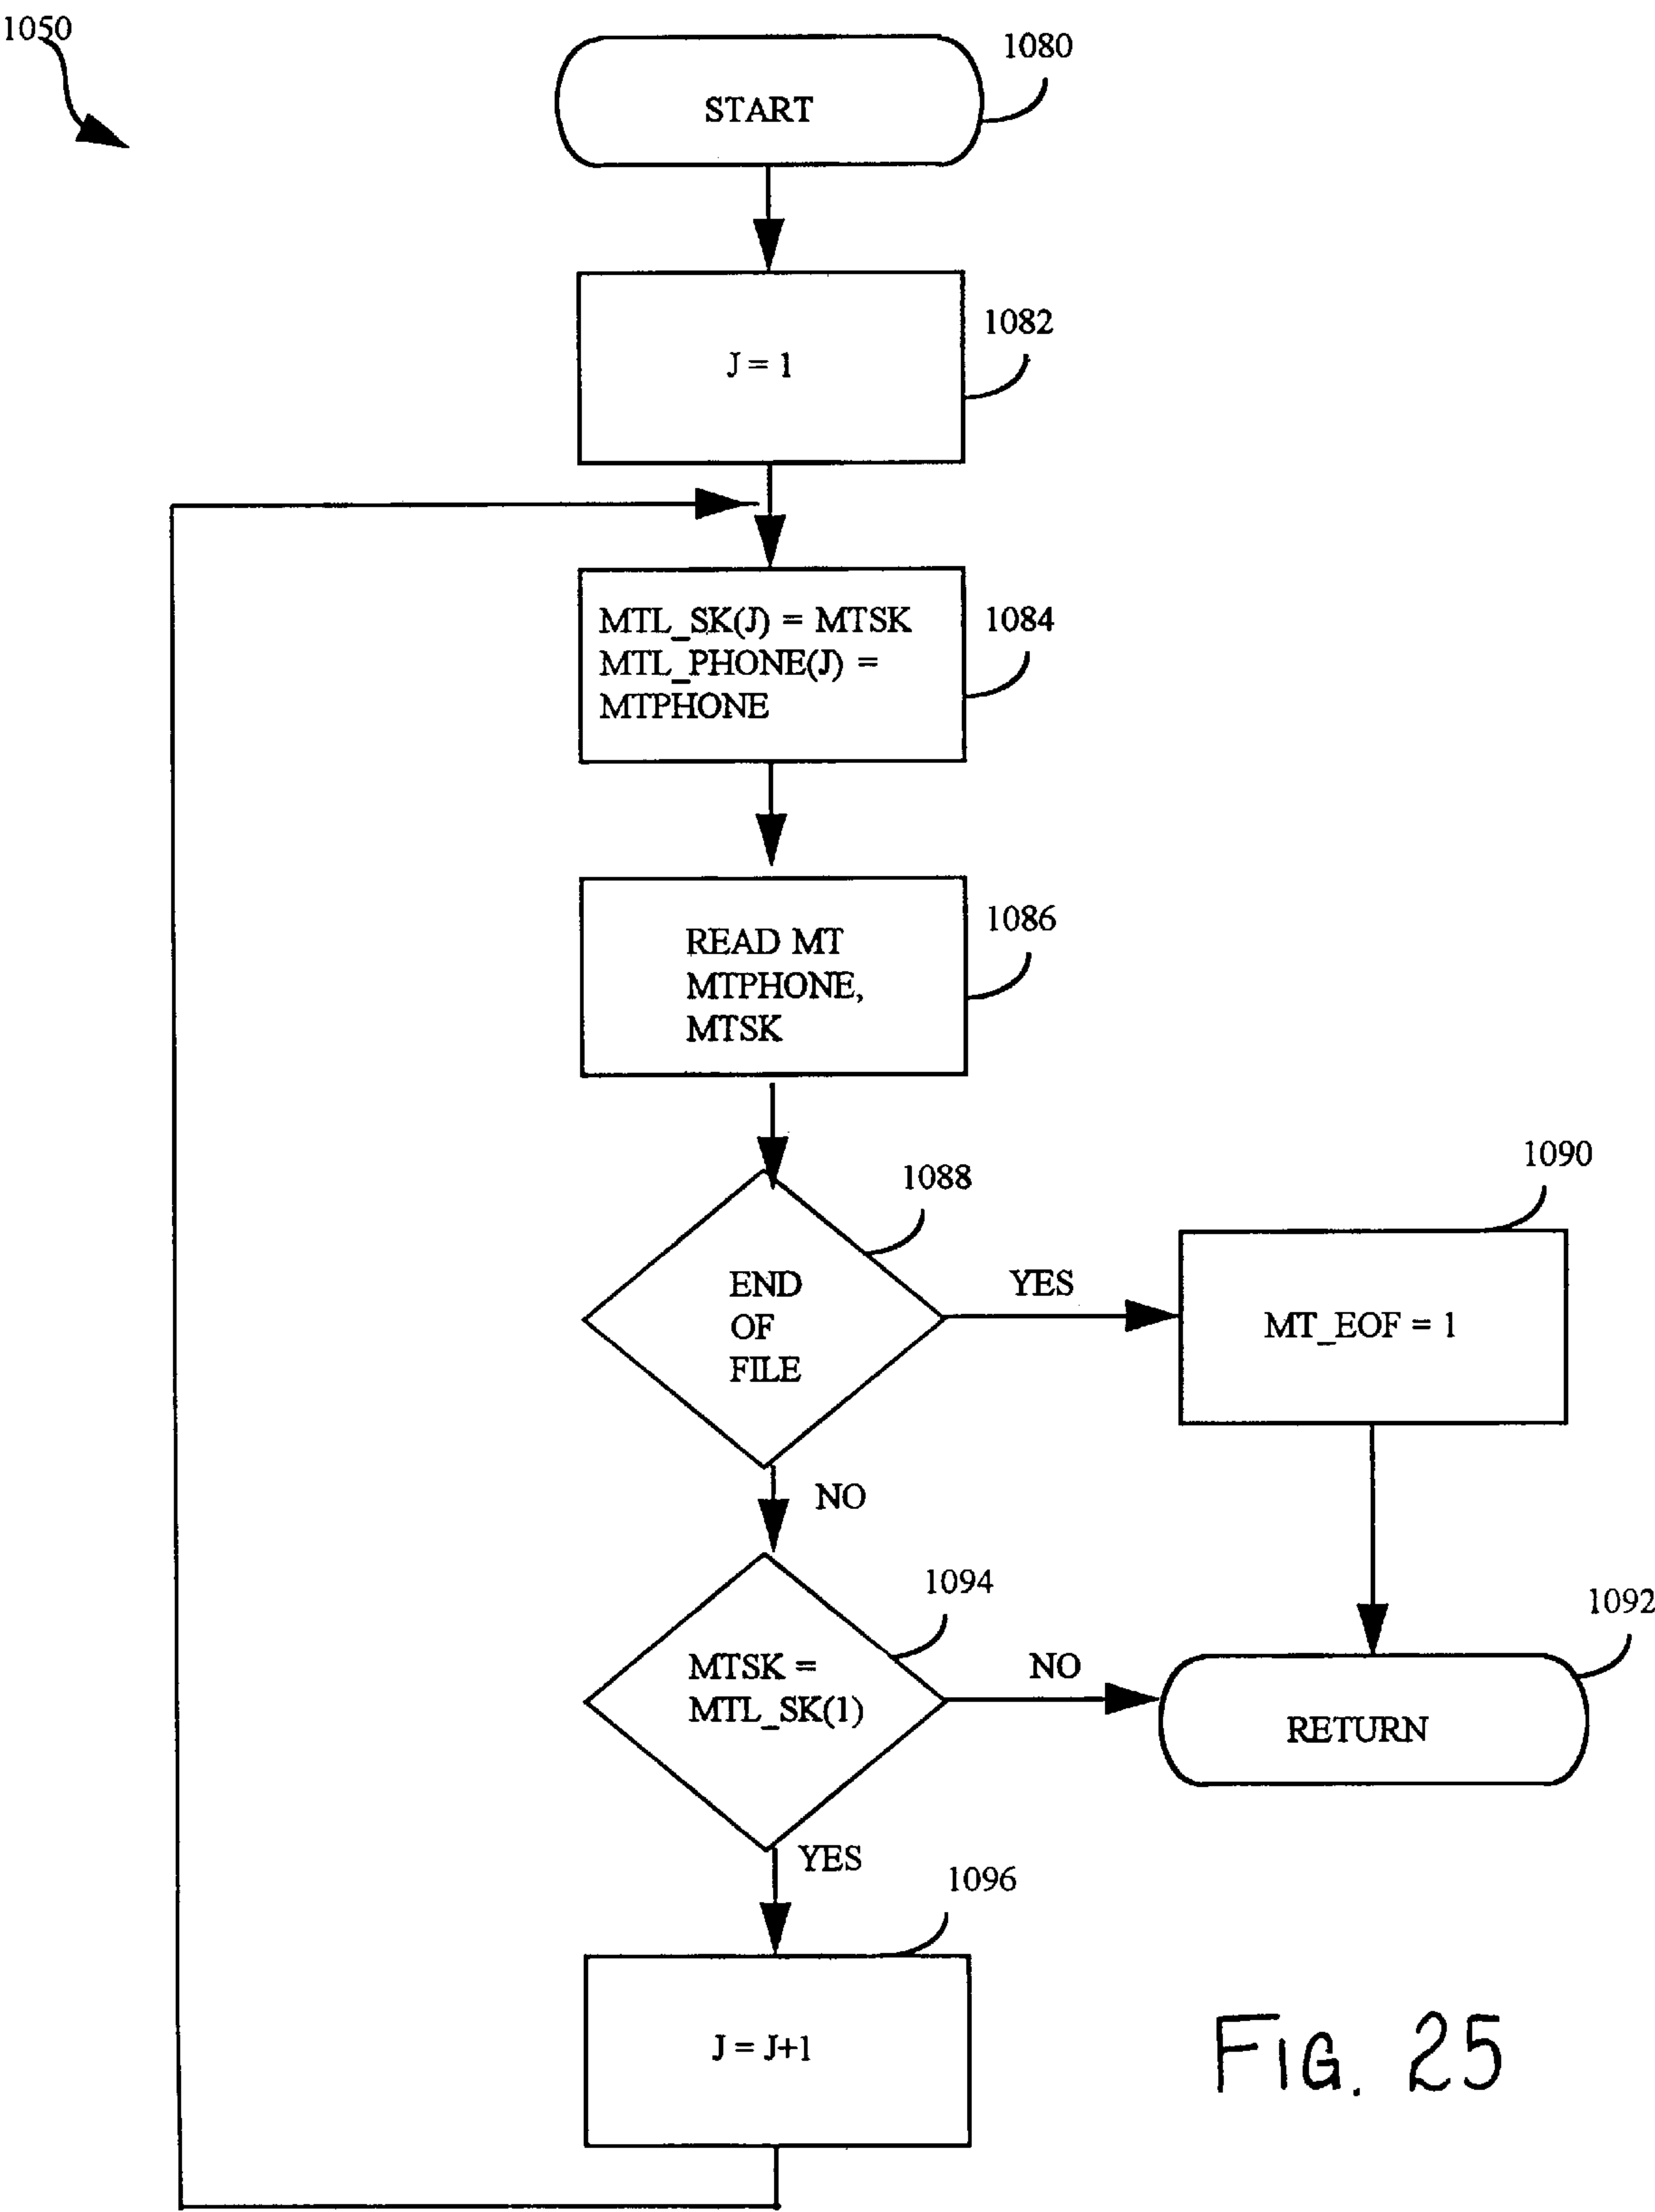 1050
1080
START
1082
J = 1
1084
MTL_SK(J) = MTSK
MTL_PHONE(J) =
MTPHONE
1086
READ MT
MTPHONE,
MTSK
1088
END
OF
FILE
YES
1090
MT_EOF = 1
NO
1094
MTSK =
MTL_SK(1)
NO
1092
RETURN
YES
1096
J = J+1
FIG. 25